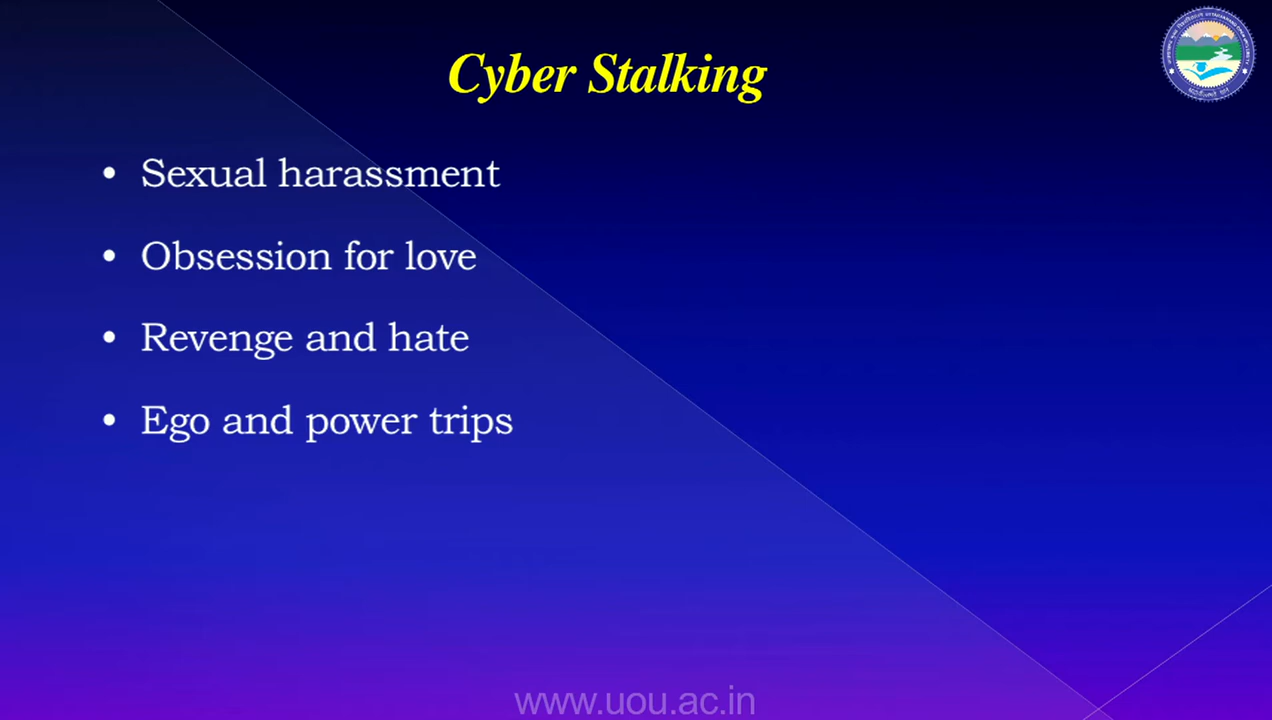 Cyber Stalking
• Sexual harassment
• Obsession for love
• Revenge and hate
• Ego and power trips
www.uou.ac.in